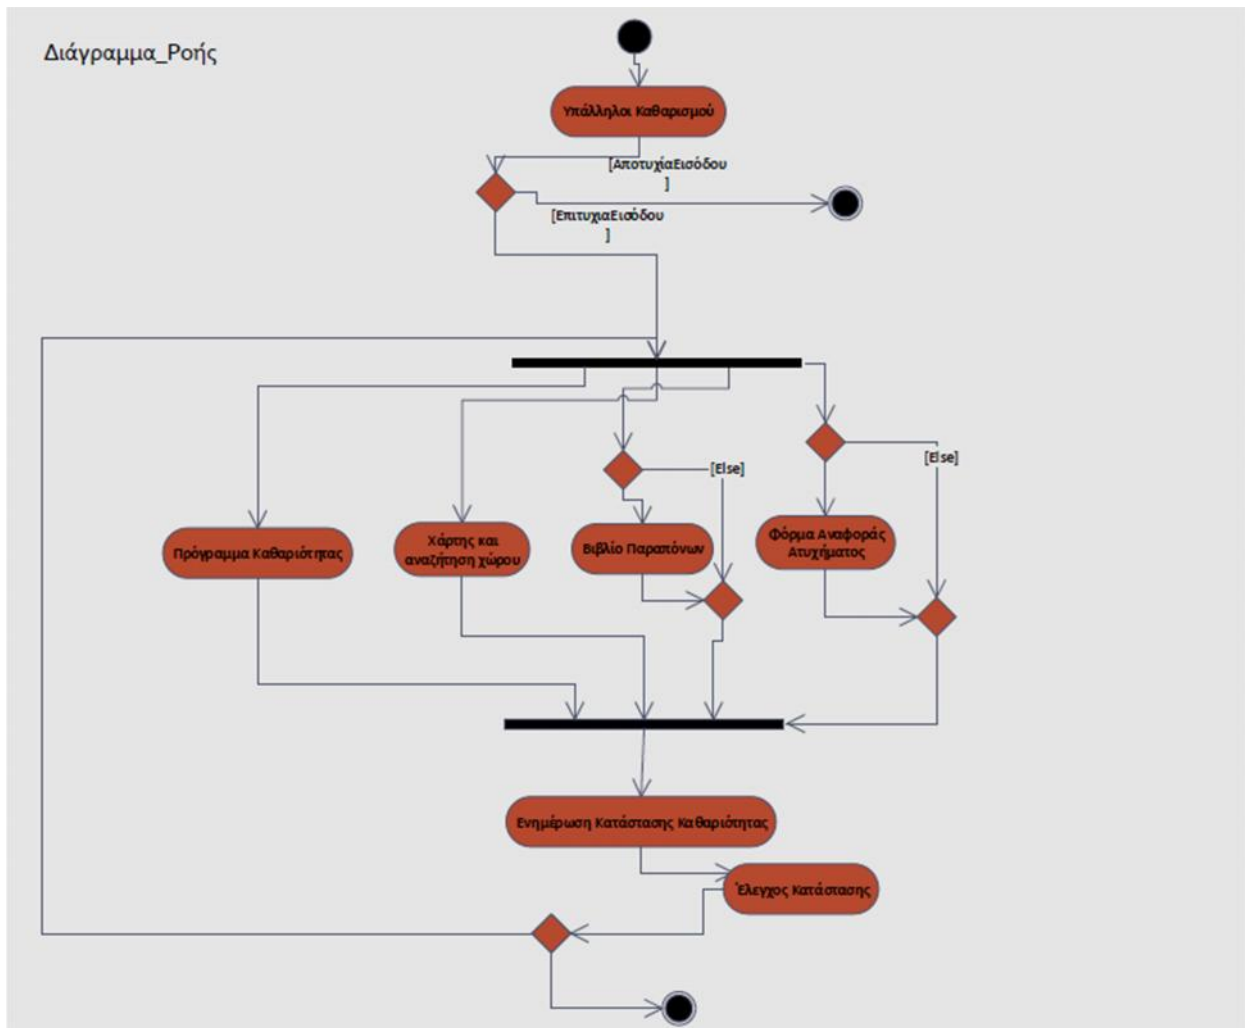 Διάγραμμα_Ροής
Υπάλληλοι Καθαρισμού
[ΑποτυχίαΕισόδου
]
[ΕπιτυχιαΕισόδου
]
[Else]
[Else]
Πρόγραμμα Καθαριότητας
Χάρτης και
αναζήτηση χώρου
Βιβλίο Παραπόνων
Φόρμα Αναφοράς
Ατυχήματος
Ενημέρωση Κατάστασης Καθαριότητας
Έλεγχος Κατάστασης